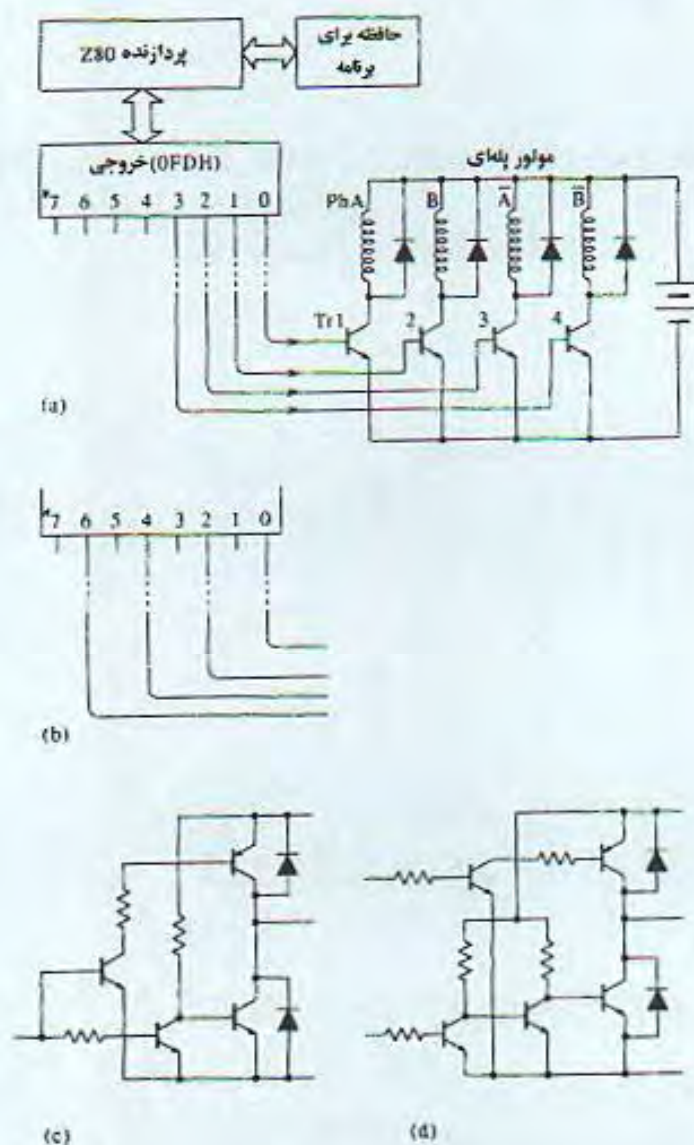 پردازنده Z80
حافظه برای
برنامه
خروجی(0FDH)
7 6 5 4 3 2 1 0
مولور پله‌ای
PhA B Ā B̄
Tr1 2 3 4
(a)
7 6 5 4 3 2 1 0
(b)
(c) (d)